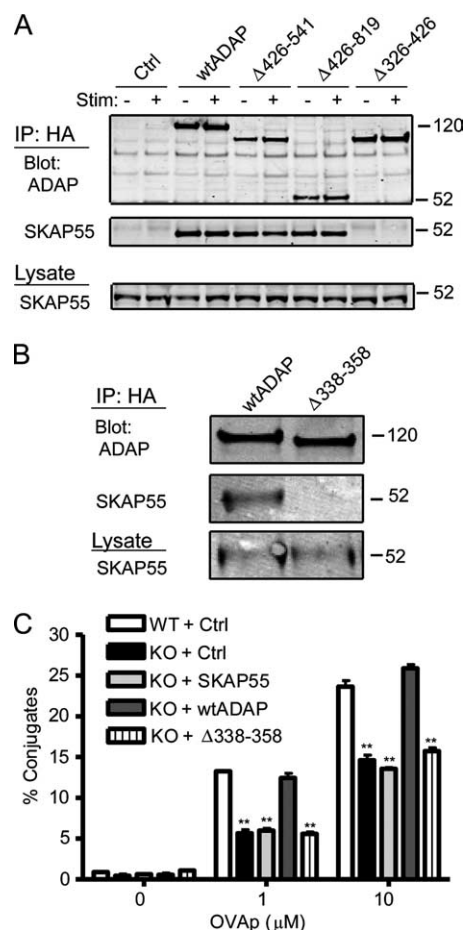 A
Ctrl wtADAP Δ426-541 Δ426-819 Δ326-426
Stim: - + - + - + - + - +
IP: HA
Blot:
ADAP
120
52
SKAP55
52
Lysate
SKAP55
52
B
wtADAP Δ338-358
IP: HA
Blot:
ADAP
120
SKAP55
52
Lysate
SKAP55
52
C
WT + Ctrl
KO + Ctrl
KO + SKAP55
KO + wtADAP
KO + Δ338-358
% Conjugates
30
25
20
15
10
5
0
** ** **
** ** **
0 1 10
OVAp (μM)